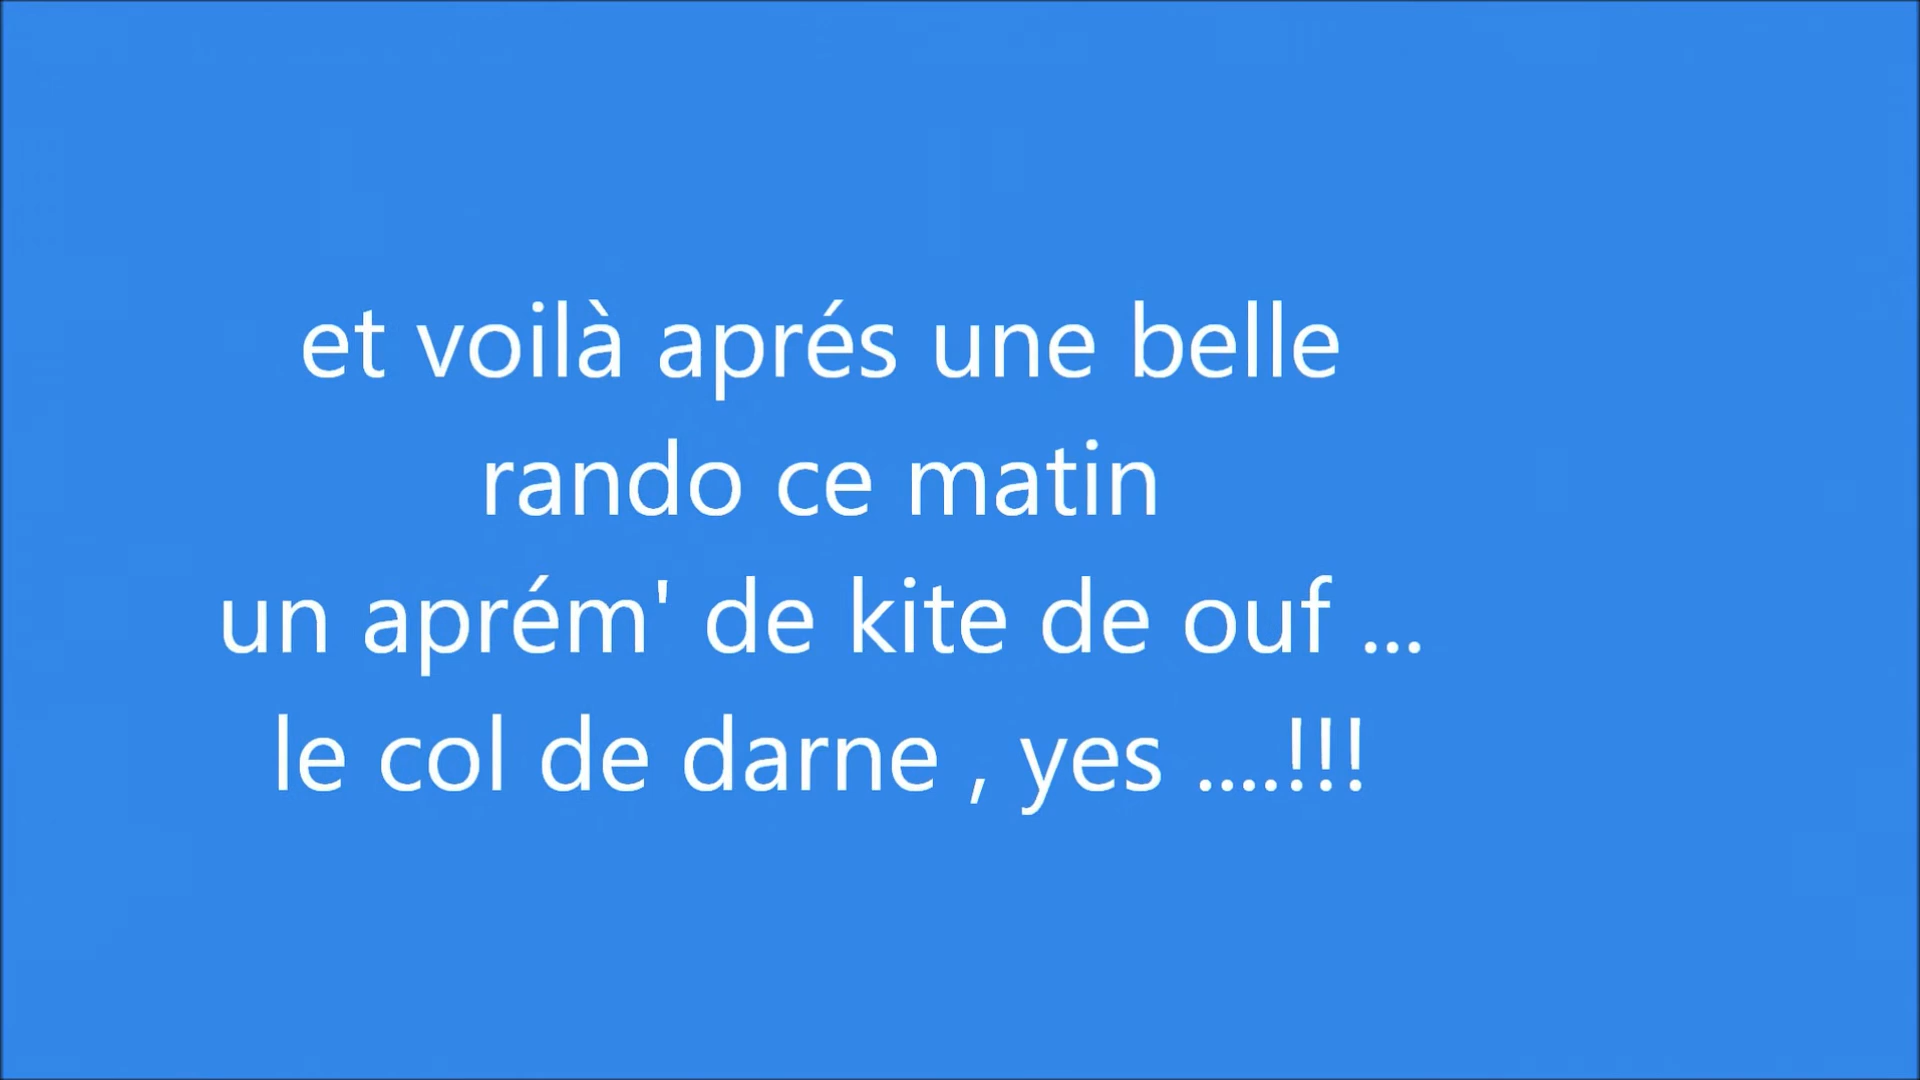 et voilà aprés une belle
rando ce matin
un aprém' de kite de ouf ...
le col de darne , yes ....!!!